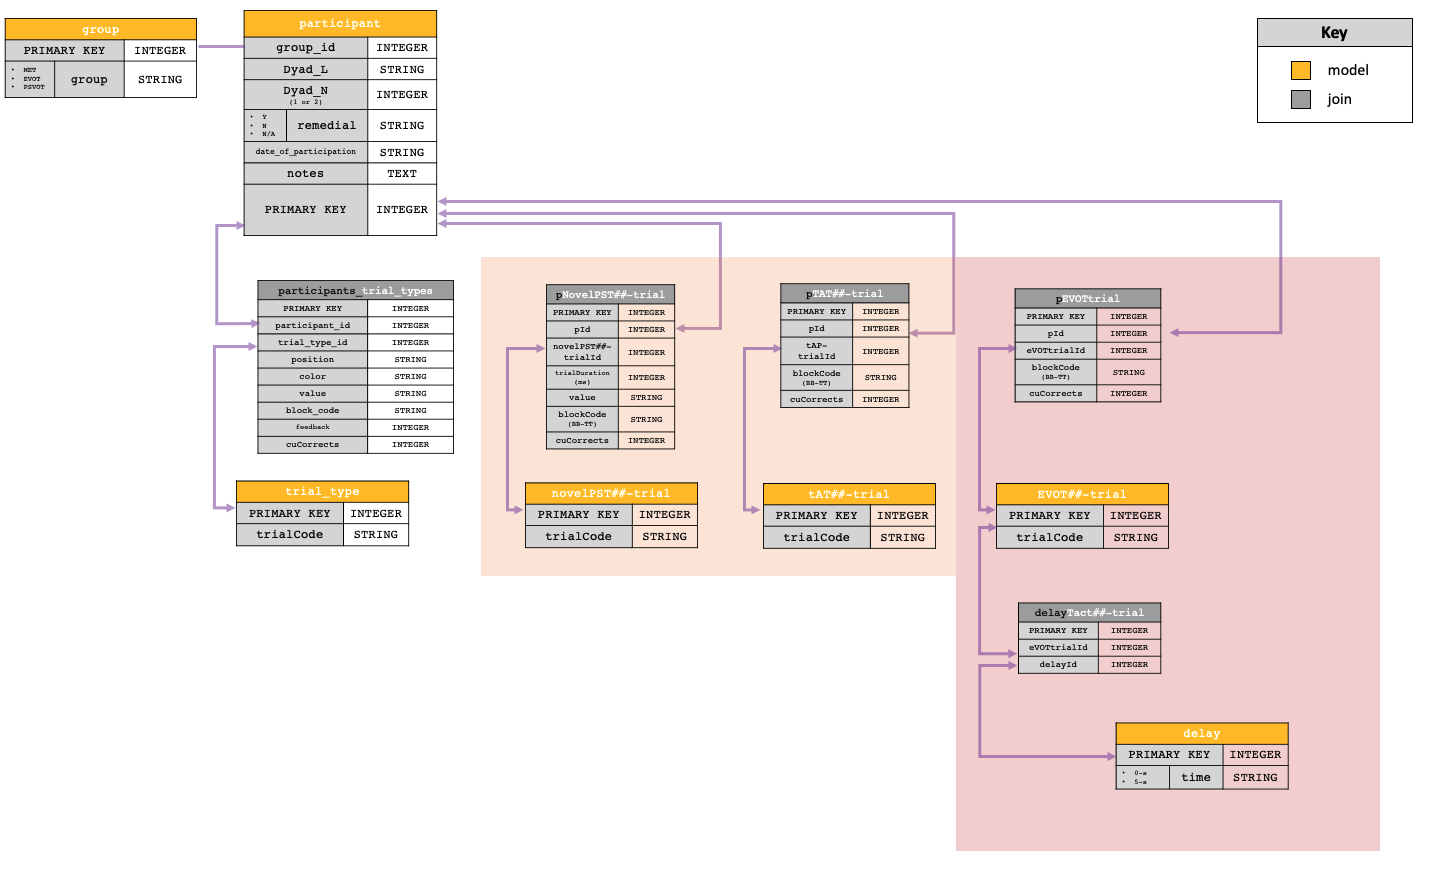 group
PRIMARY KEY INTEGER
• MET
• EVOT
• PSVOT
group STRING
participant
group_id INTEGER
Dyad_L STRING
Dyad_N
(1 or 2)
INTEGER
• Y
• N
• N/A
remedial STRING
date_of_participation STRING
notes TEXT
PRIMARY KEY INTEGER
Key
model
join
participants_trial_types
PRIMARY KEY INTEGER
participant_id INTEGER
trial_type_id INTEGER
position STRING
color STRING
value STRING
block_code STRING
feedback INTEGER
cuCorrects INTEGER
trial_type
PRIMARY KEY INTEGER
trialCode STRING
pNovelPST##-trial
PRIMARY KEY INTEGER
pId INTEGER
novelPST##-
trialId
INTEGER
trialDuration
(ms)
INTEGER
value STRING
blockCode
(BB-TT)
STRING
cuCorrects INTEGER
novelPST##-trial
PRIMARY KEY INTEGER
trialCode STRING
pTAT##-trial
PRIMARY KEY INTEGER
pId INTEGER
tAP-
trialId
INTEGER
blockCode
(BB-TT)
STRING
cuCorrects INTEGER
tAT##-trial
PRIMARY KEY INTEGER
trialCode STRING
pEVOTtrial
PRIMARY KEY INTEGER
pId INTEGER
eVOTtrialId INTEGER
blockCode
(BB-TT)
STRING
cuCorrects INTEGER
EVOT##-trial
PRIMARY KEY INTEGER
trialCode STRING
delayTact##-trial
PRIMARY KEY INTEGER
eVOTtrialId INTEGER
delayId INTEGER
delay
PRIMARY KEY INTEGER
• 0-s
• 5-s
time STRING